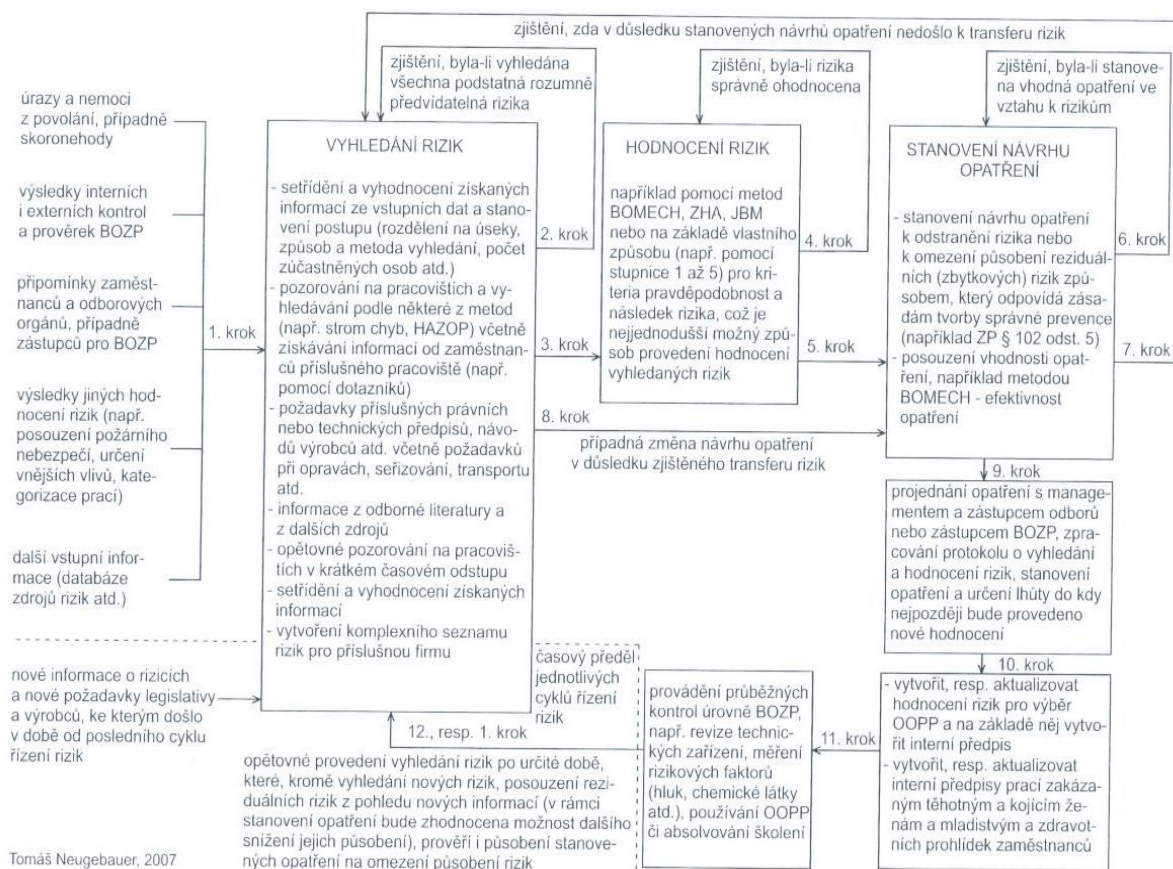 zjištění, zda v důsledku stanovených návrhů opatření nedošlo k transferu rizik
zjištění, byla-li vyhledána
všechna podstatná rozumně
předvídatelná rizika
zjištění, byla-li rizika
správně ohodnocena
zjištění, byla-li stanove-
na vhodná opatření ve
vztahu k rizikům
úrazy a nemoci
z povolání, případně
skoronehody
výsledky interních
i externích kontrol
a prověrek BOZP
připomínky zaměst-
nanců a odborových
orgánů, případně
zástupců pro BOZP
výsledky jiných hod-
nocení rizik (např.
posouzení požárního
nebezpečí, určení
vnějších vlivů, kate-
gorizace prací)
další vstupní infor-
mace (databáze
zdrojů rizik atd.)
1. krok
VYHLEDÁNÍ RIZIK
- setřídění a vyhodnocení získaných
informací ze vstupních dat a stano-
vení postupu (rozdělení na úseky,
způsob a metoda vyhledání, počet
zúčastněných osob atd.)
- pozorování na pracovištích a vy-
hledávání podle některé z metod
(např. strom chyb, HAZOP) včetně
získávání informací od zaměstnan-
ců příslušného pracoviště (např.
pomocí dotazníků)
- požadavky příslušných právních
nebo technických předpisů, návo-
dů výrobců atd. včetně požadavků
při opravách, seřizování, transportu
atd.
- informace z odborné literatury a
z dalších zdrojů
- opětovné pozorování na pracoviš-
tích v krátkém časovém odstupu
- setřídění a vyhodnocení získaných
informací
- vytvoření komplexního seznamu
rizik pro příslušnou firmu
2. krok
3. krok
HODNOCENÍ RIZIK
například pomocí metod
BOMECH, ZHA, JBM
nebo na základě vlastního
způsobu (např. pomocí
stupnice 1 až 5) pro kri-
teria pravděpodobnost a
následek rizika, což je
nejjednodušší možný způ-
sob provedení hodnocení
vyhledaných rizik
4. krok
5. krok
STANOVENÍ NÁVRHU
OPATŘENÍ
- stanovení návrhu opatření
k odstranění rizika nebo
k omezení působení reziduál-
ních (zbytkových) rizik způ-
sobem, který odpovídá zása-
dám tvorby správné prevence
(například ZP § 102 odst. 5)
- posouzení vhodnosti opat-
ření, například metodou
BOMECH - efektivnost
opatření
6. krok
7. krok
8. krok
případná změna návrhu opatření
v důsledku zjištěného transferu rizik
9. krok
projednání opatření s manage-
mentem a zástupcem odborů
nebo zástupcem BOZP, zpra-
cování protokolu o vyhledání
a hodnocení rizik, stanovení
opatření a určení lhůty do kdy
nejpozději bude provedeno
nové hodnocení
10. krok
- vytvořit, resp. aktualizovat
hodnocení rizik pro výběr
OOPP a na základě něj vytvo-
řit interní předpis
- vytvořit, resp. aktualizovat
interní předpisy prací zakáza-
ným těhotným a kojícím že-
nám a mladistvým a zdravot-
ních prohlídek zaměstnanců
11. krok
provádění průběžných
kontrol úrovně BOZP,
např. revize technic-
kých zařízení, měření
rizikových faktorů
(hluk, chemické látky
atd.), používání OOPP
či absolvování školení
časový předěl
jednotlivých
cyklů řízení
rizik
12., resp. 1. krok
nové informace o rizicích
a nové požadavky legislativy
a výrobců, ke kterým došlo
v době od posledního cyklu
řízení rizik
opětovné provedení vyhledání rizik po určité době,
které, kromě vyhledání nových rizik, posouzení rezi-
duálních rizik z pohledu nových informací (v rámci
stanovení opatření bude zhodnocena možnost dalšího
snížení jejich působení), prověří i působení stanove-
ných opatření na omezení působení rizik
Tomáš Neugebauer, 2007